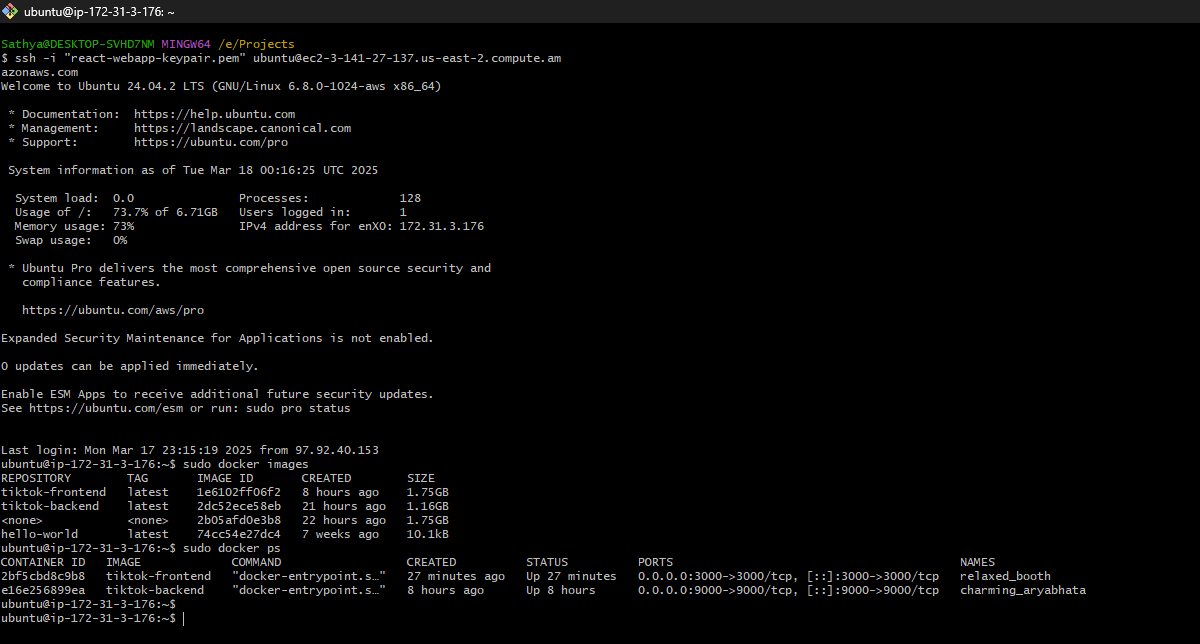 ubuntu@ip-172-31-3-176: ~
Sathya@DESKTOP-SVHD7NM MINGW64 /e/Projects
$ ssh -i "react-webapp-keypair.pem" ubuntu@ec2-3-141-27-137.us-east-2.compute.am
azonaws.com
Welcome to Ubuntu 24.04.2 LTS (GNU/Linux 6.8.0-1024-aws x86_64)
* Documentation:  https://help.ubuntu.com
* Management:     https://landscape.canonical.com
* Support:        https://ubuntu.com/pro
System information as of Tue Mar 18 00:16:25 UTC 2025
System load:  0.0               Processes:             128
Usage of /:   73.7% of 6.71GB   Users logged in:       1
Memory usage: 73%               IPv4 address for enX0: 172.31.3.176
Swap usage:   0%
* Ubuntu Pro delivers the most comprehensive open source security and
compliance features.
https://ubuntu.com/aws/pro
Expanded Security Maintenance for Applications is not enabled.
0 updates can be applied immediately.
Enable ESM Apps to receive additional future security updates.
See https://ubuntu.com/esm or run: sudo pro status
Last login: Mon Mar 17 23:15:19 2025 from 97.92.40.153
ubuntu@ip-172-31-3-176:~$ sudo docker images
REPOSITORY        TAG       IMAGE ID       CREATED        SIZE
tiktok-frontend   latest    1e6102ff06f2   8 hours ago    1.75GB
tiktok-backend    latest    2dc52ece58eb   21 hours ago   1.16GB
<none>            <none>    2b05afd0e3b8   22 hours ago   1.75GB
hello-world       latest    74cc54e27dc4   7 weeks ago    10.1kB
ubuntu@ip-172-31-3-176:~$ sudo docker ps
CONTAINER ID   IMAGE             COMMAND                  CREATED          STATUS          PORTS                                         NAMES
2bf5cbd8c9b8   tiktok-frontend   "docker-entrypoint.s…"   27 minutes ago   Up 27 minutes   0.0.0.0:3000->3000/tcp, [::]:3000->3000/tcp   relaxed_booth
e16e256899ea   tiktok-backend    "docker-entrypoint.s…"   8 hours ago      Up 8 hours      0.0.0.0:9000->9000/tcp, [::]:9000->9000/tcp   charming_aryabhata
ubuntu@ip-172-31-3-176:~$
ubuntu@ip-172-31-3-176:~$